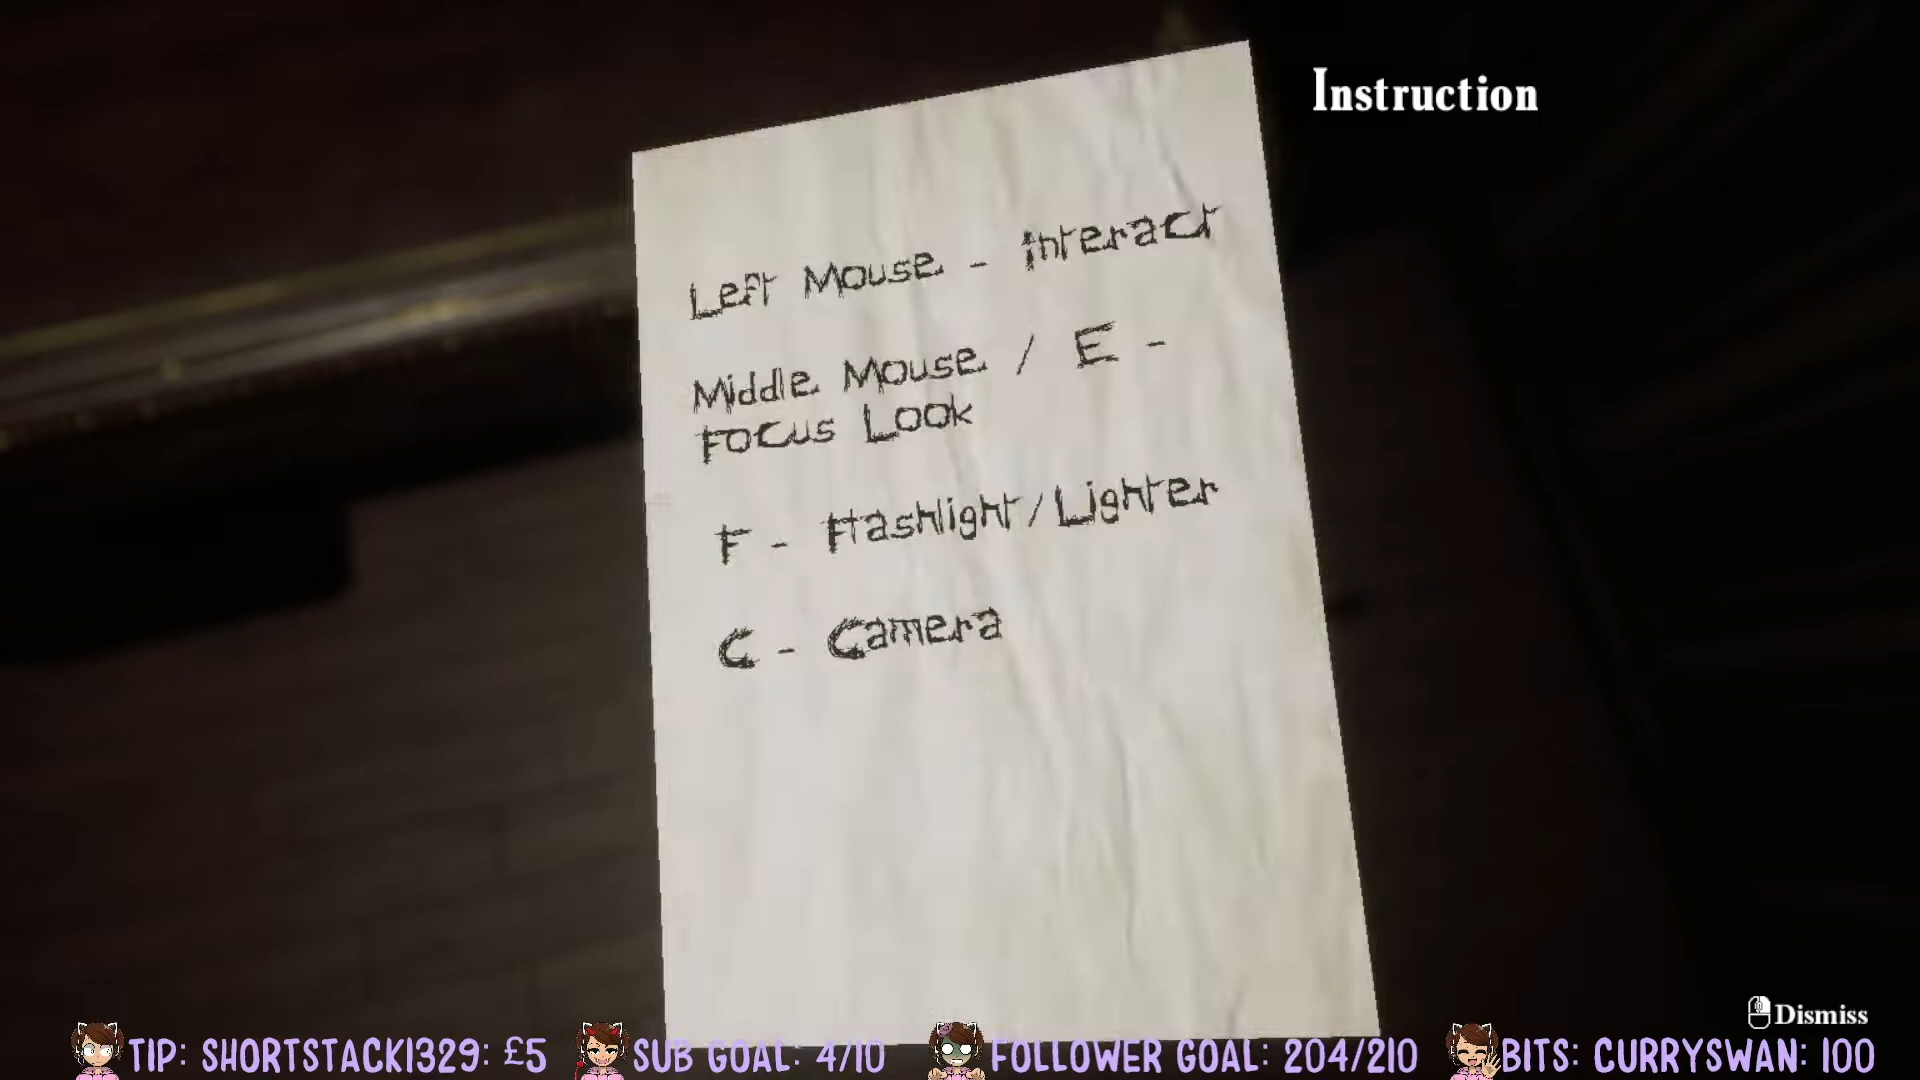 Instruction
Left Mouse - interact
Middle Mouse / E -
Focus Look
F - Flashlight/Lighter
C - Camera
Dismiss
TIP: SHORTSTACK1329: £5 SUB GOAL: 4/10 FOLLOWER GOAL: 204/210 BITS: CURRYSWAN: 100